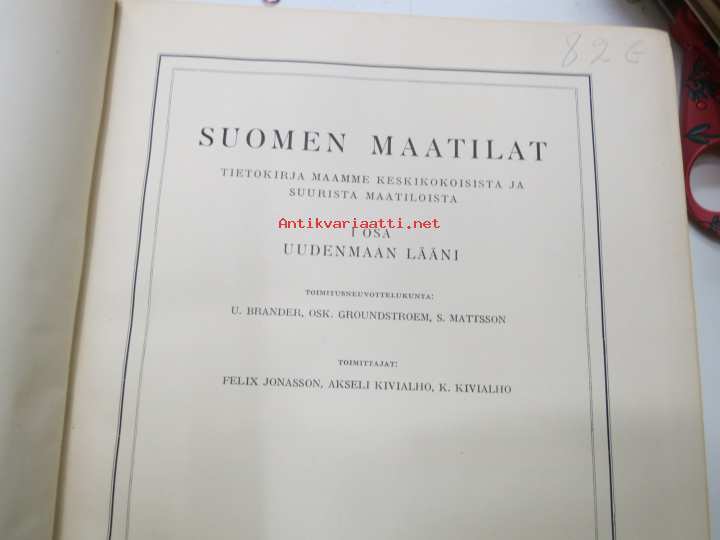 82 €
SUOMEN MAATILAT
TIETOKIRJA MAAMME KESKIKOKOISISTA JA
SUURISTA MAATILOISTA
Antikvariaatti.net
I OSA
UUDENMAAN LÄÄNI
TOIMITUSNEUVOTTELUKUNTA:
U. BRANDER, OSK. GROUNDSTROEM, S. MATTSSON
TOIMITTAJAT:
FELIX JONASSON, AKSELI KIVIALHO, K. KIVIALHO